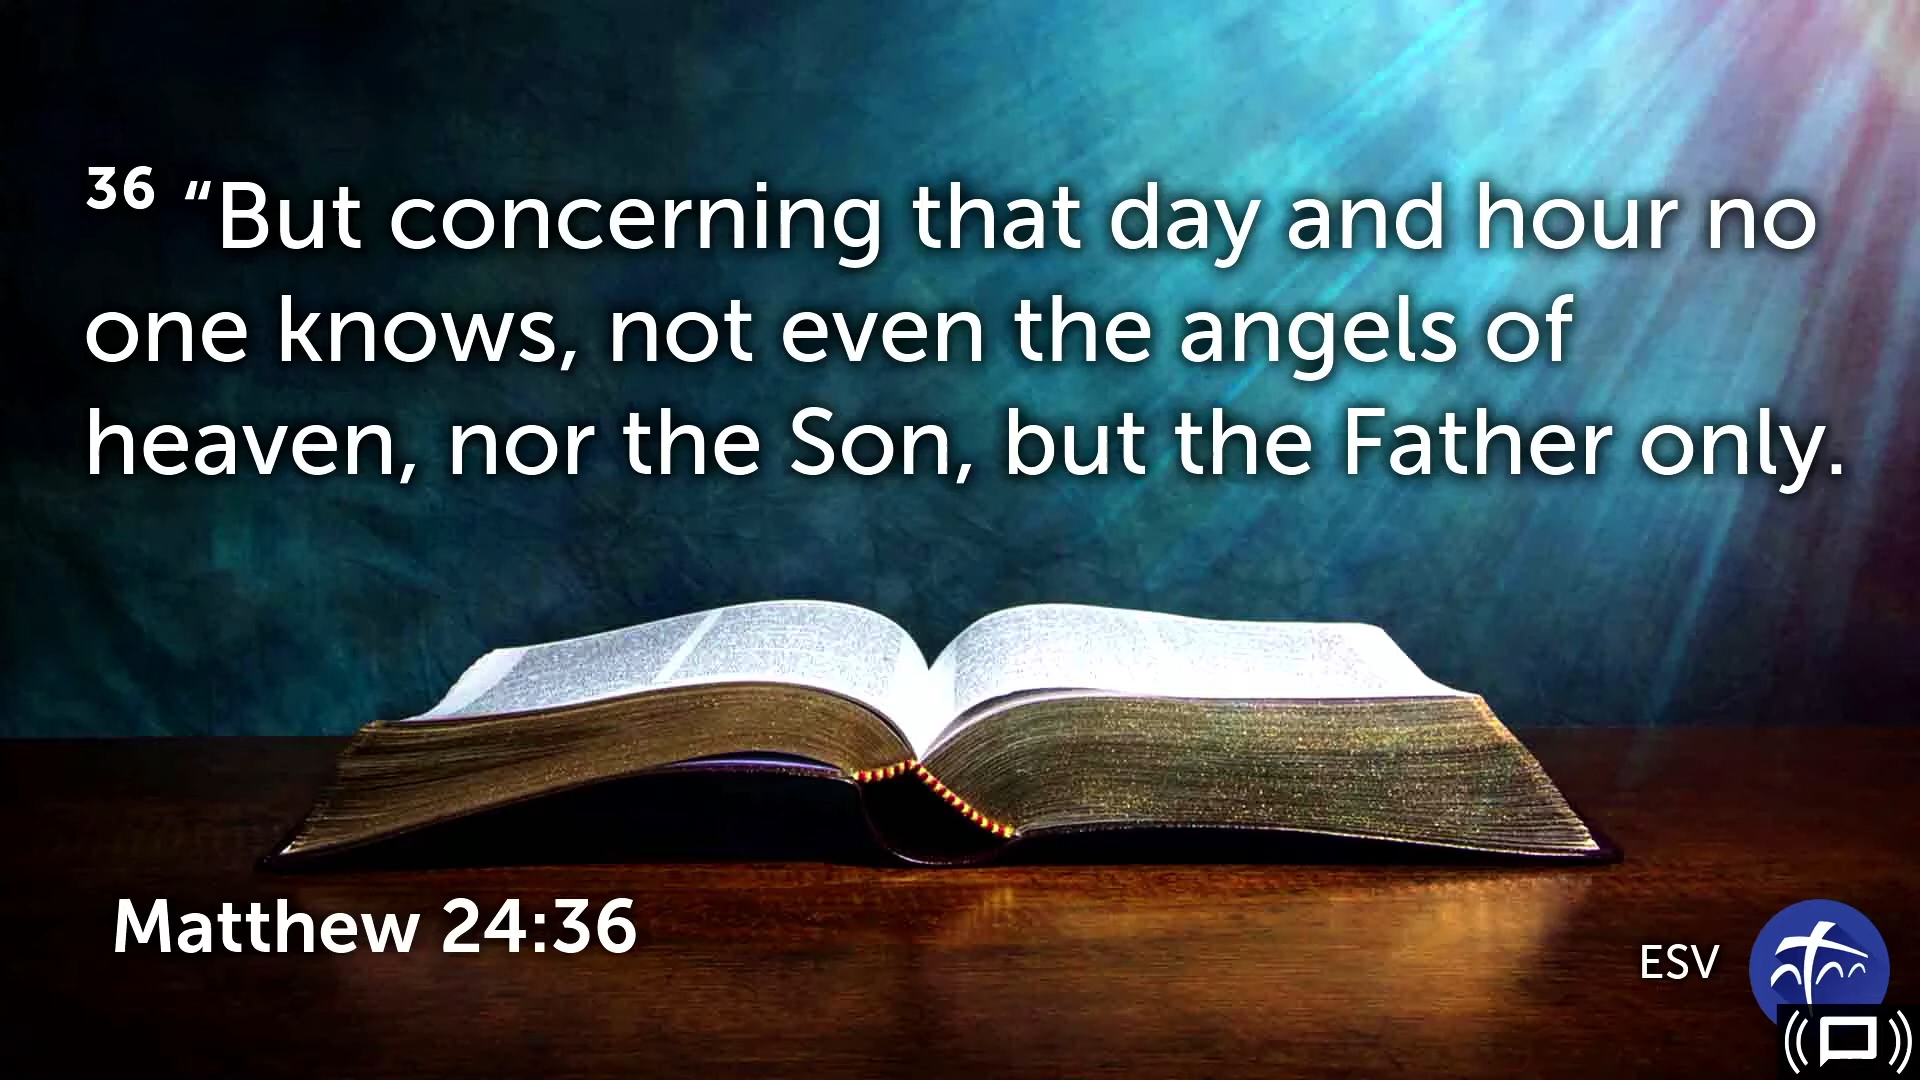 36 “But concerning that day and hour no
one knows, not even the angels of
heaven, nor the Son, but the Father only.
Matthew 24:36
ESV